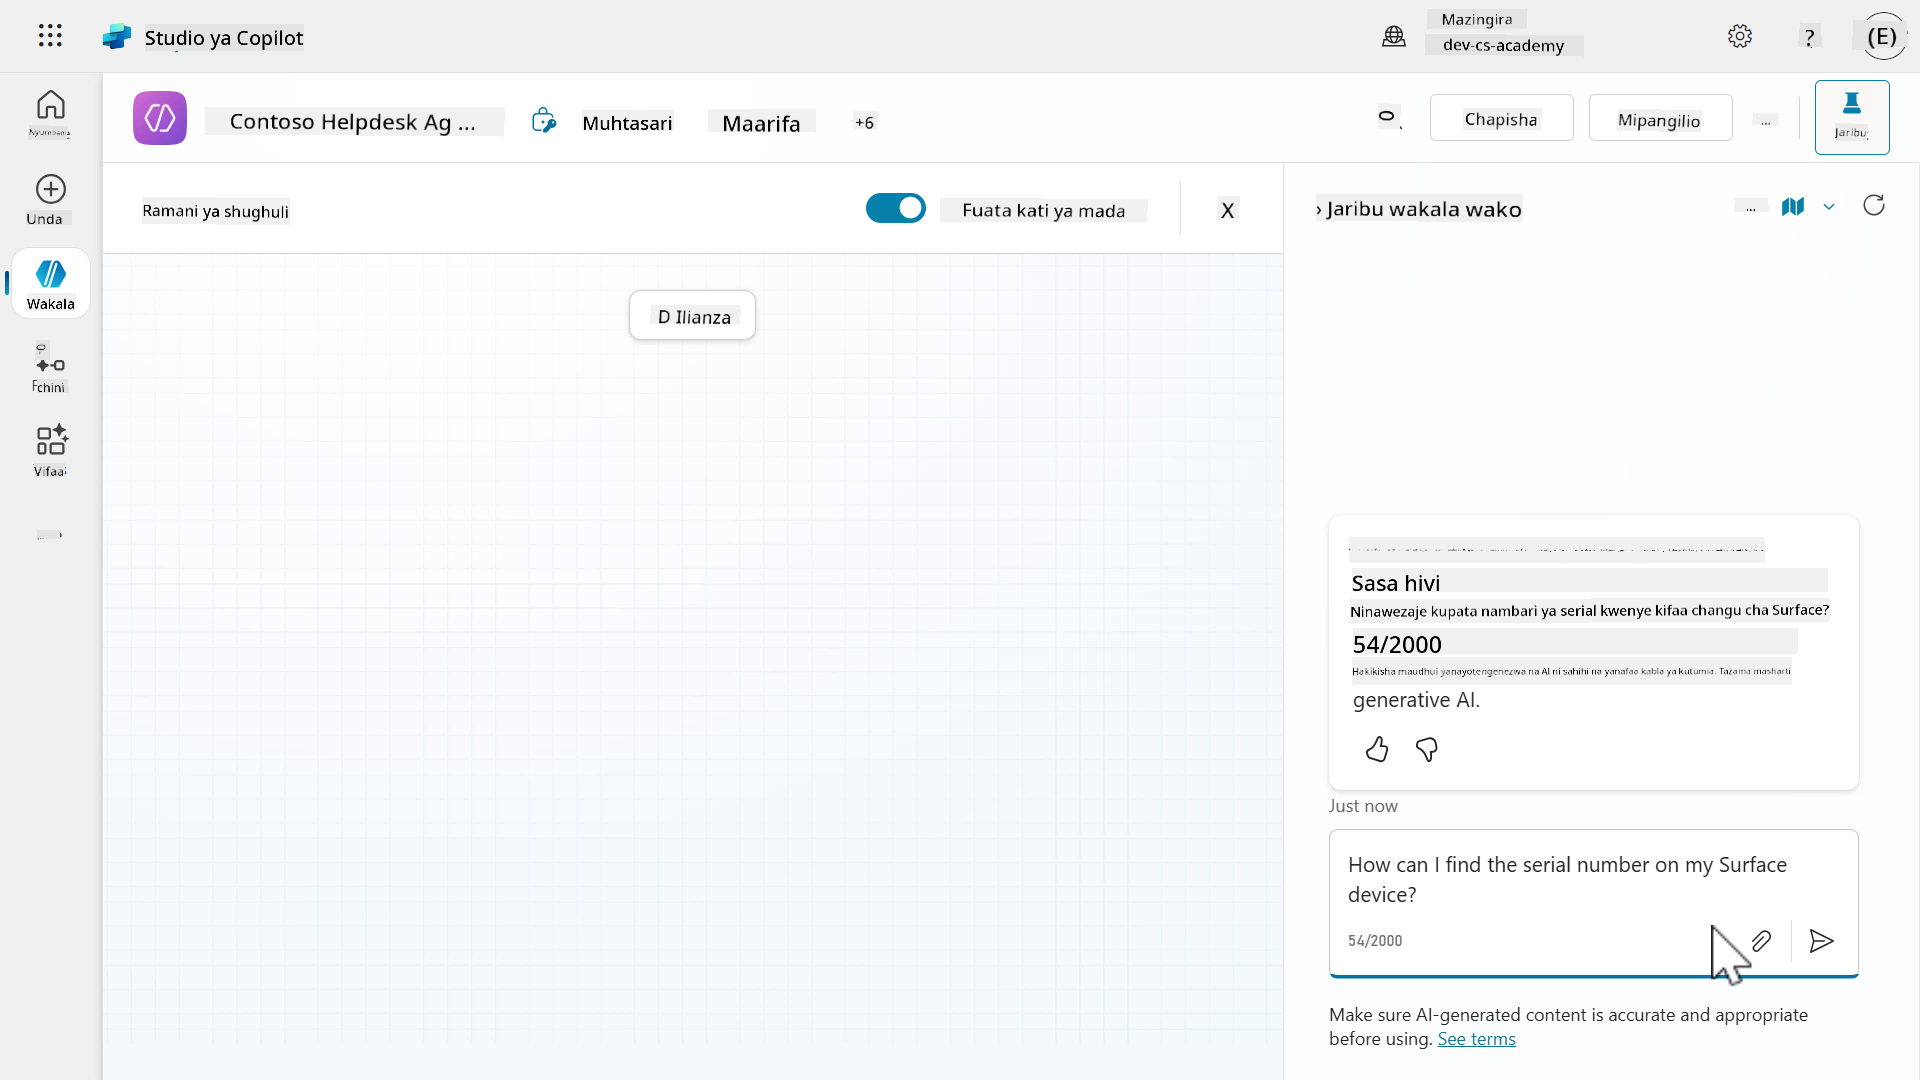 Studio ya Copilot
Mazingira
dev-cs-academy
?
(E)
Contoso Helpdesk Ag ...
Muhtasari
Maarifa
+6
Chapisha
Mipangilio
...
Jaribu
Unda
Wakala
Vifaa
Ramani ya shughuli
Fuata kati ya mada
X
› Jaribu wakala wako
...
D Ilianza
Sasa hivi
Ninawezaje kupata nambari ya serial kwenye kifaa changu cha Surface?
54/2000
Hakikisha maudhui yanayotengenezwa na AI ni sahihi na yanafaa kabla ya kutumia. Tazama masharti
generative AI.
Just now
How can I find the serial number on my Surface
device?
54/2000
Make sure AI-generated content is accurate and appropriate
before using. See terms